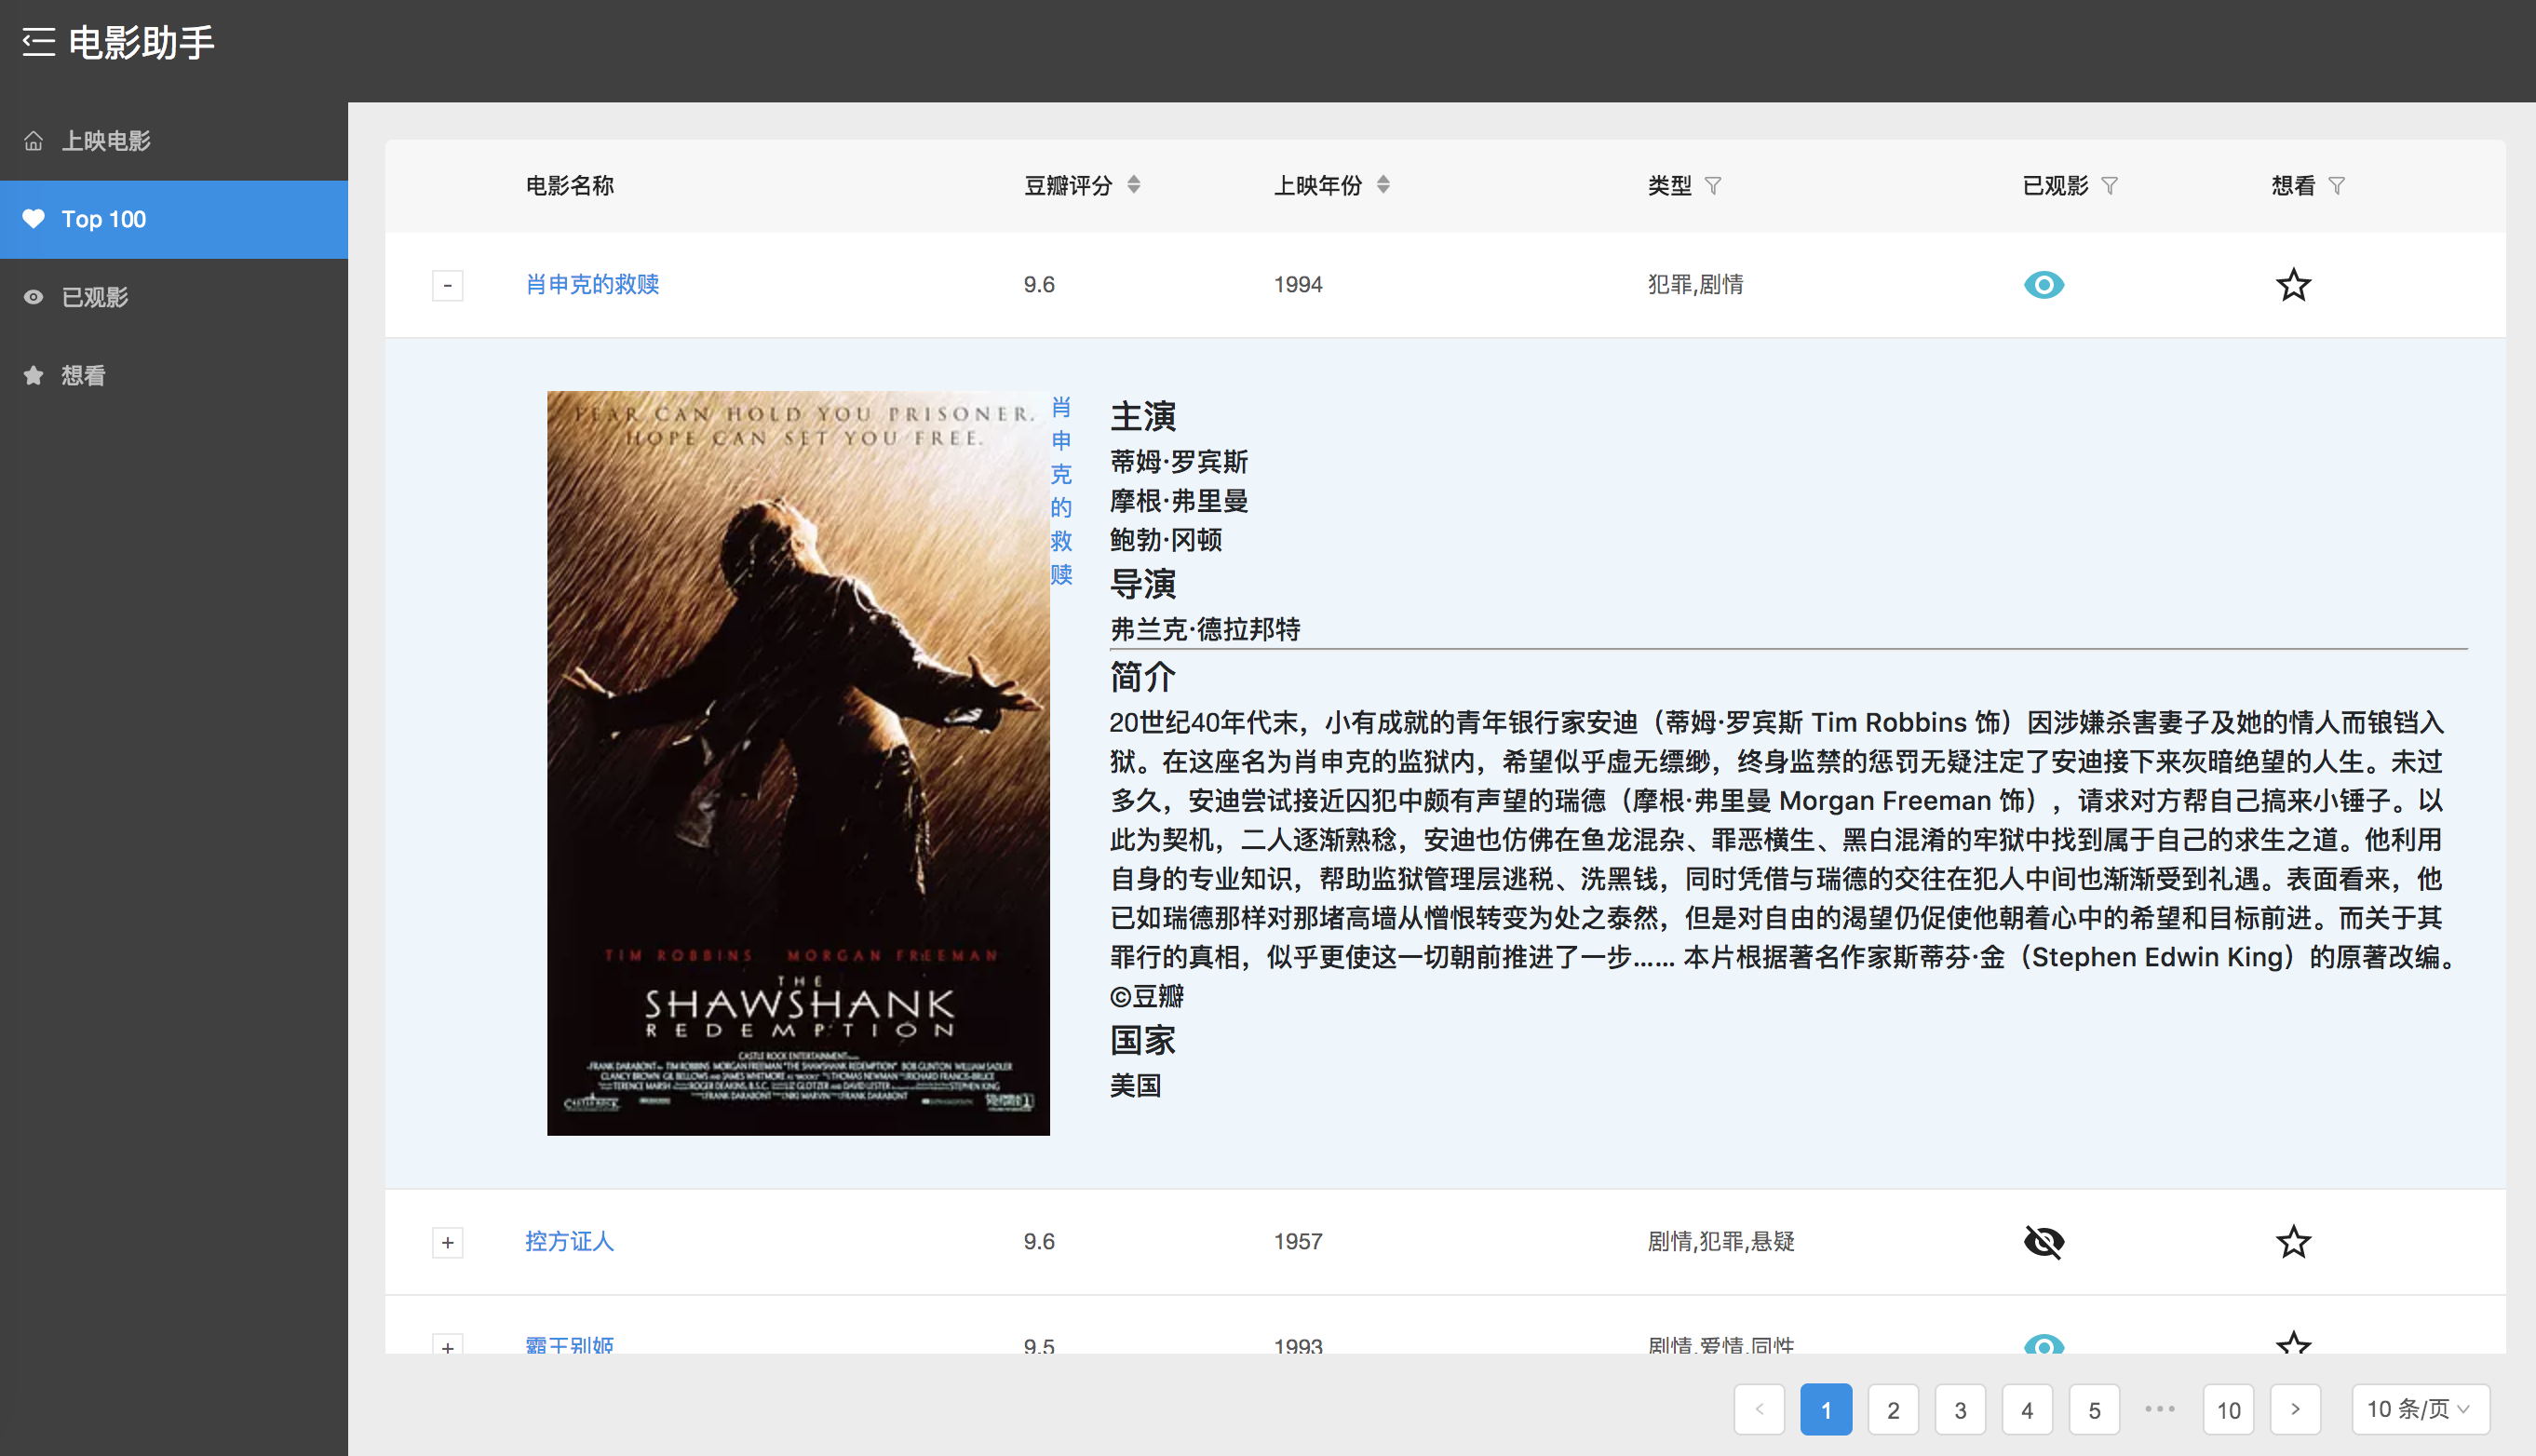 电影助手
上映电影
Top 100
已观影
想看
电影名称 豆瓣评分 上映年份 类型 已观影 想看
- 肖申克的救赎 9.6 1994 犯罪,剧情
FEAR CAN HOLD YOU PRISONER.
HOPE CAN SET YOU FREE.
TIM ROBBINS MORGAN FREEMAN
THE
SHAWSHANK
REDEMPTION
CASTLE ROCK ENTERTAINMENT
肖申克的救赎
主演
蒂姆·罗宾斯
摩根·弗里曼
鲍勃·冈顿
导演
弗兰克·德拉邦特
简介
20世纪40年代末，小有成就的青年银行家安迪（蒂姆·罗宾斯 Tim Robbins 饰）因涉嫌杀害妻子及她的情人而锒铛入
狱。在这座名为肖申克的监狱内，希望似乎虚无缥缈，终身监禁的惩罚无疑注定了安迪接下来灰暗绝望的人生。未过
多久，安迪尝试接近囚犯中颇有声望的瑞德（摩根·弗里曼 Morgan Freeman 饰），请求对方帮自己搞来小锤子。以
此为契机，二人逐渐熟稔，安迪也仿佛在鱼龙混杂、罪恶横生、黑白混淆的牢狱中找到属于自己的求生之道。他利用
自身的专业知识，帮助监狱管理层逃税、洗黑钱，同时凭借与瑞德的交往在犯人中间也渐渐受到礼遇。表面看来，他
已如瑞德那样对那堵高墙从憎恨转变为处之泰然，但是对自由的渴望仍促使他朝着心中的希望和目标前进。而关于其
罪行的真相，似乎更使这一切朝前推进了一步…… 本片根据著名作家斯蒂芬·金（Stephen Edwin King）的原著改编。
©豆瓣
国家
美国
+ 控方证人 9.6 1957 剧情,犯罪,悬疑
+ 霸王别姬 9.5 1993 剧情,爱情,同性
< 1 2 3 4 5 ••• 10 > 10 条/页